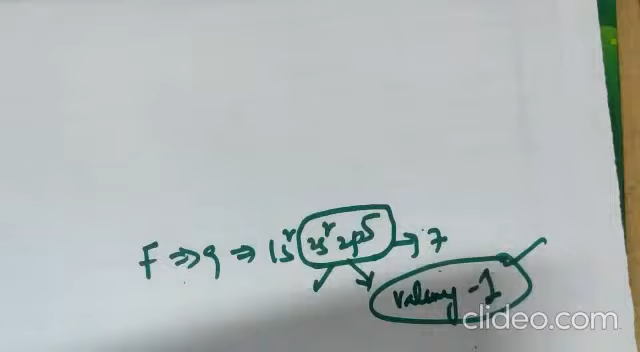 F ⇒ 9 ⇒ 1s² 2s² 2p⁵ → 7
Valency - 1
clideo.com